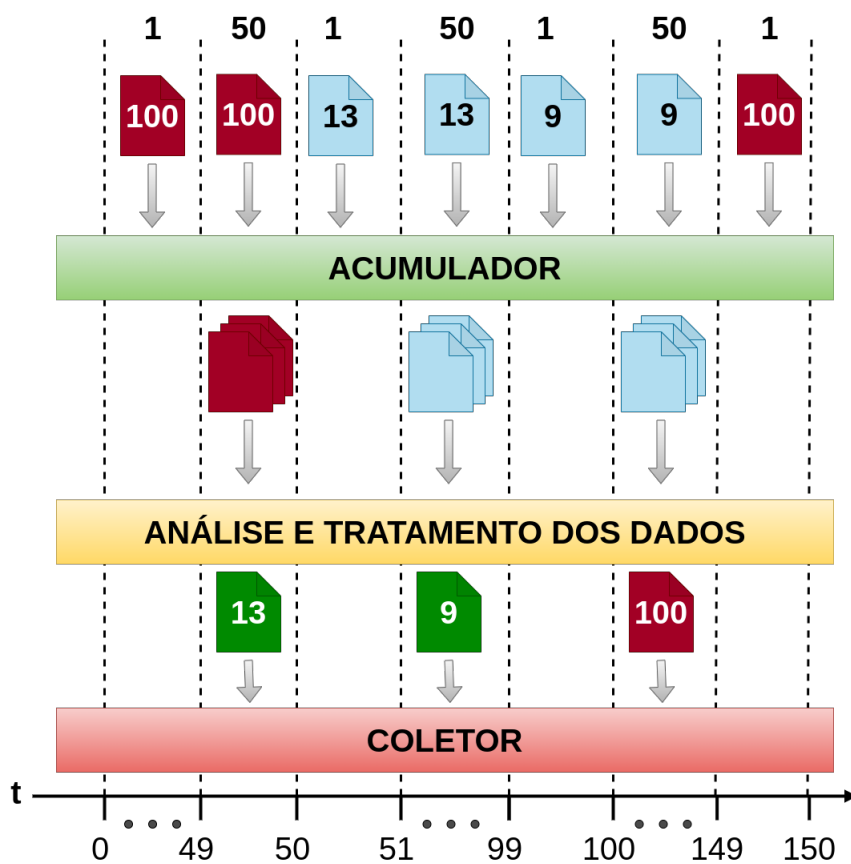 1 50 1 50 1 50 1
100 100 13 13 9 9 100
ACUMULADOR
ANÁLISE E TRATAMENTO DOS DADOS
13 9 100
COLETOR
t
0 49 50 51 99 100 149 150